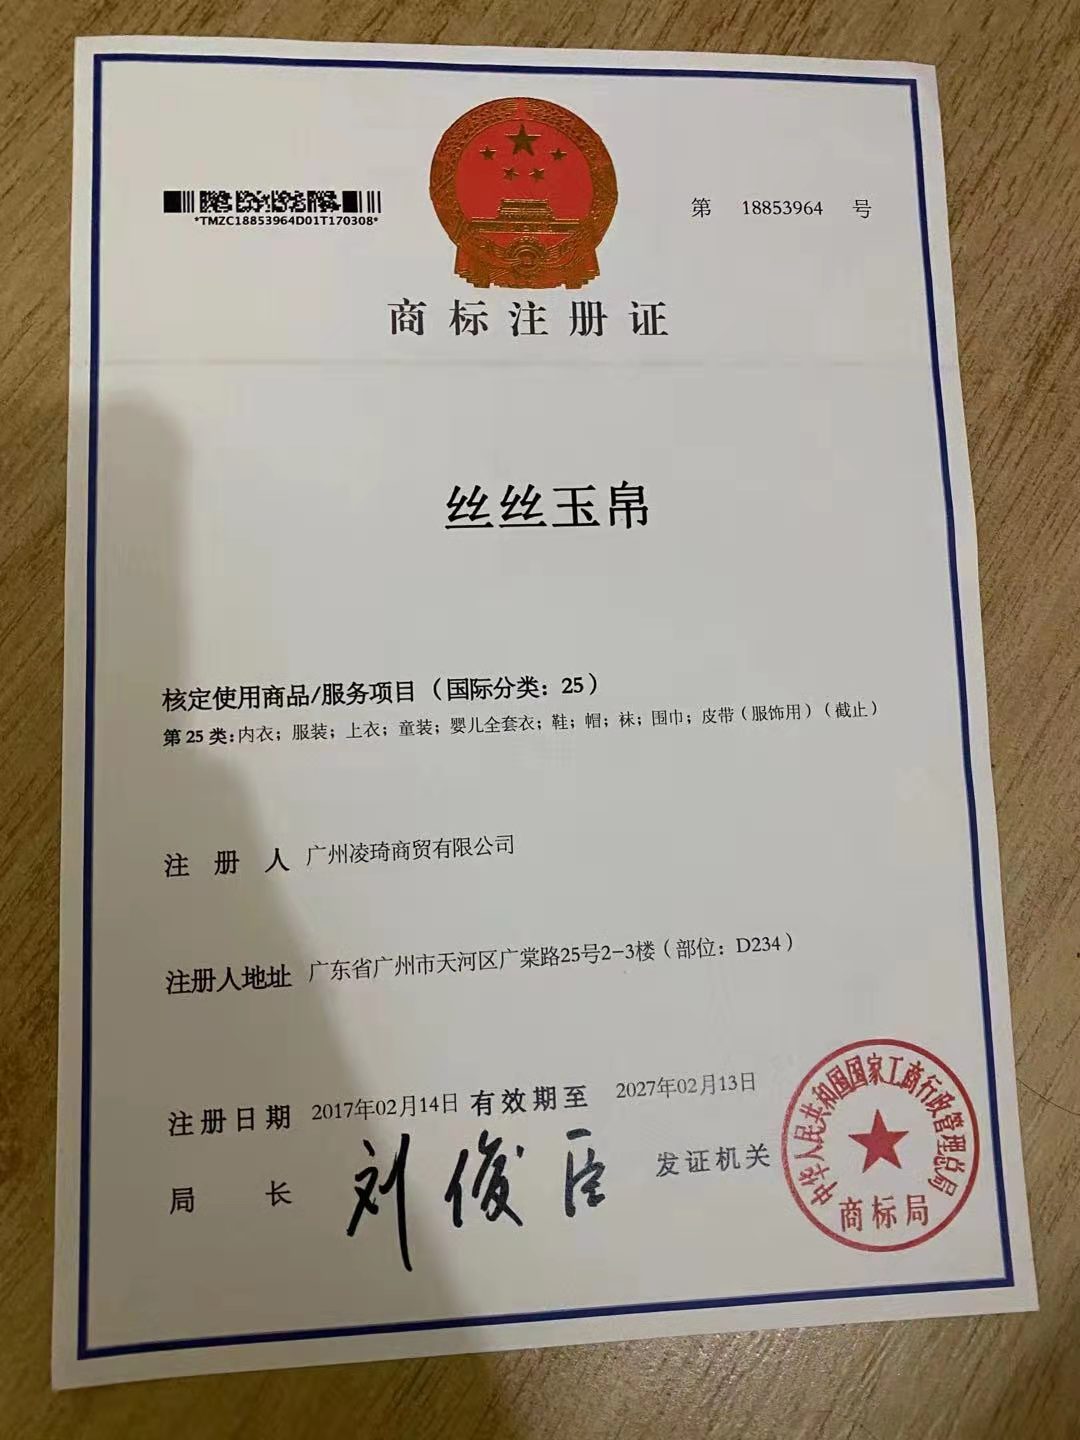 *TMZC18853964D01T170308*
第 18853964 号
商标注册证
丝丝玉帛
核定使用商品/服务项目（国际分类：25）
第 25 类：内衣；服装；上衣；童装；婴儿全套衣；鞋；帽；袜；围巾；皮带（服饰用）（截止）
注册人 广州凌琦商贸有限公司
注册人地址 广东省广州市天河区广棠路25号2-3楼（部位：D234）
注册日期 2017年02月14日 有效期至 2027年02月13日
局长 刘俊臣 发证机关
中华人民共和国国家工商行政管理总局
商标局